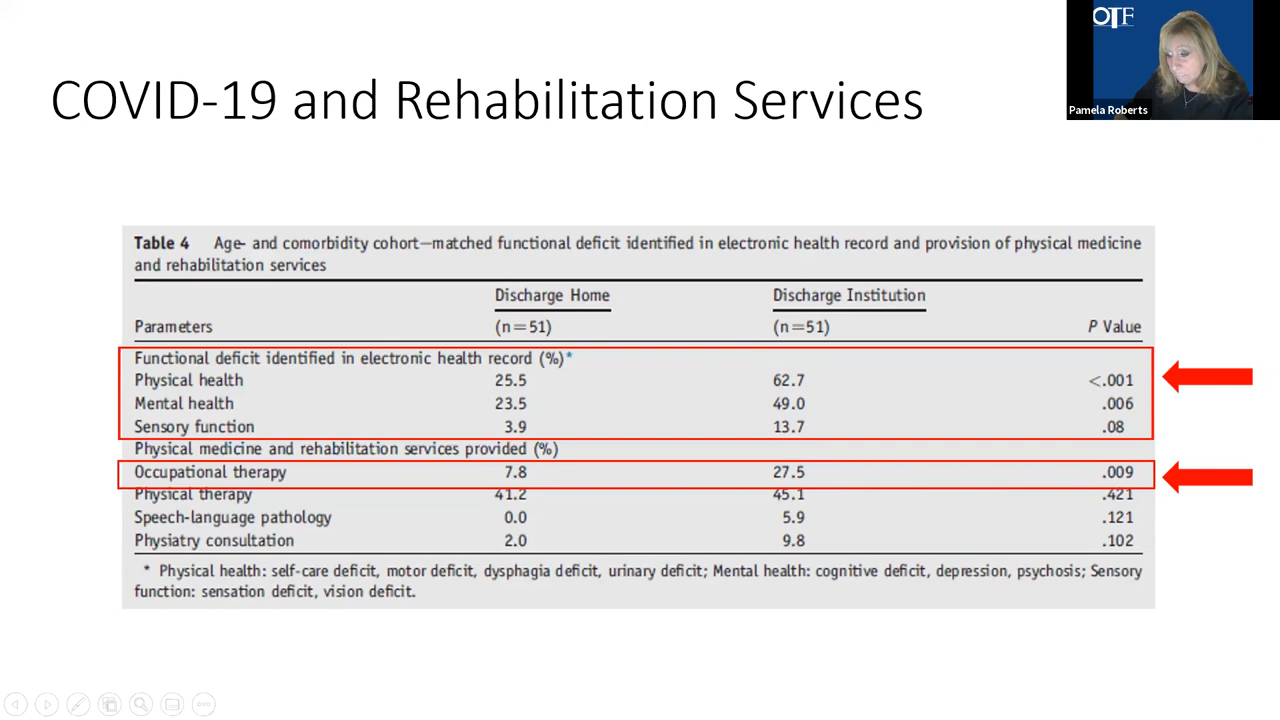 OTF
Pamela Roberts
COVID-19 and Rehabilitation Services
Table 4 Age- and comorbidity cohort—matched functional deficit identified in electronic health record and provision of physical medicine
and rehabilitation services
Discharge Home Discharge Institution
Parameters (n=51) (n=51) P Value
Functional deficit identified in electronic health record (%)*
Physical health 25.5 62.7 <.001
Mental health 23.5 49.0 .006
Sensory function 3.9 13.7 .08
Physical medicine and rehabilitation services provided (%)
Occupational therapy 7.8 27.5 .009
Physical therapy 41.2 45.1 .421
Speech-language pathology 0.0 5.9 .121
Physiatry consultation 2.0 9.8 .102
* Physical health: self-care deficit, motor deficit, dysphagia deficit, urinary deficit; Mental health: cognitive deficit, depression, psychosis; Sensory
function: sensation deficit, vision deficit.